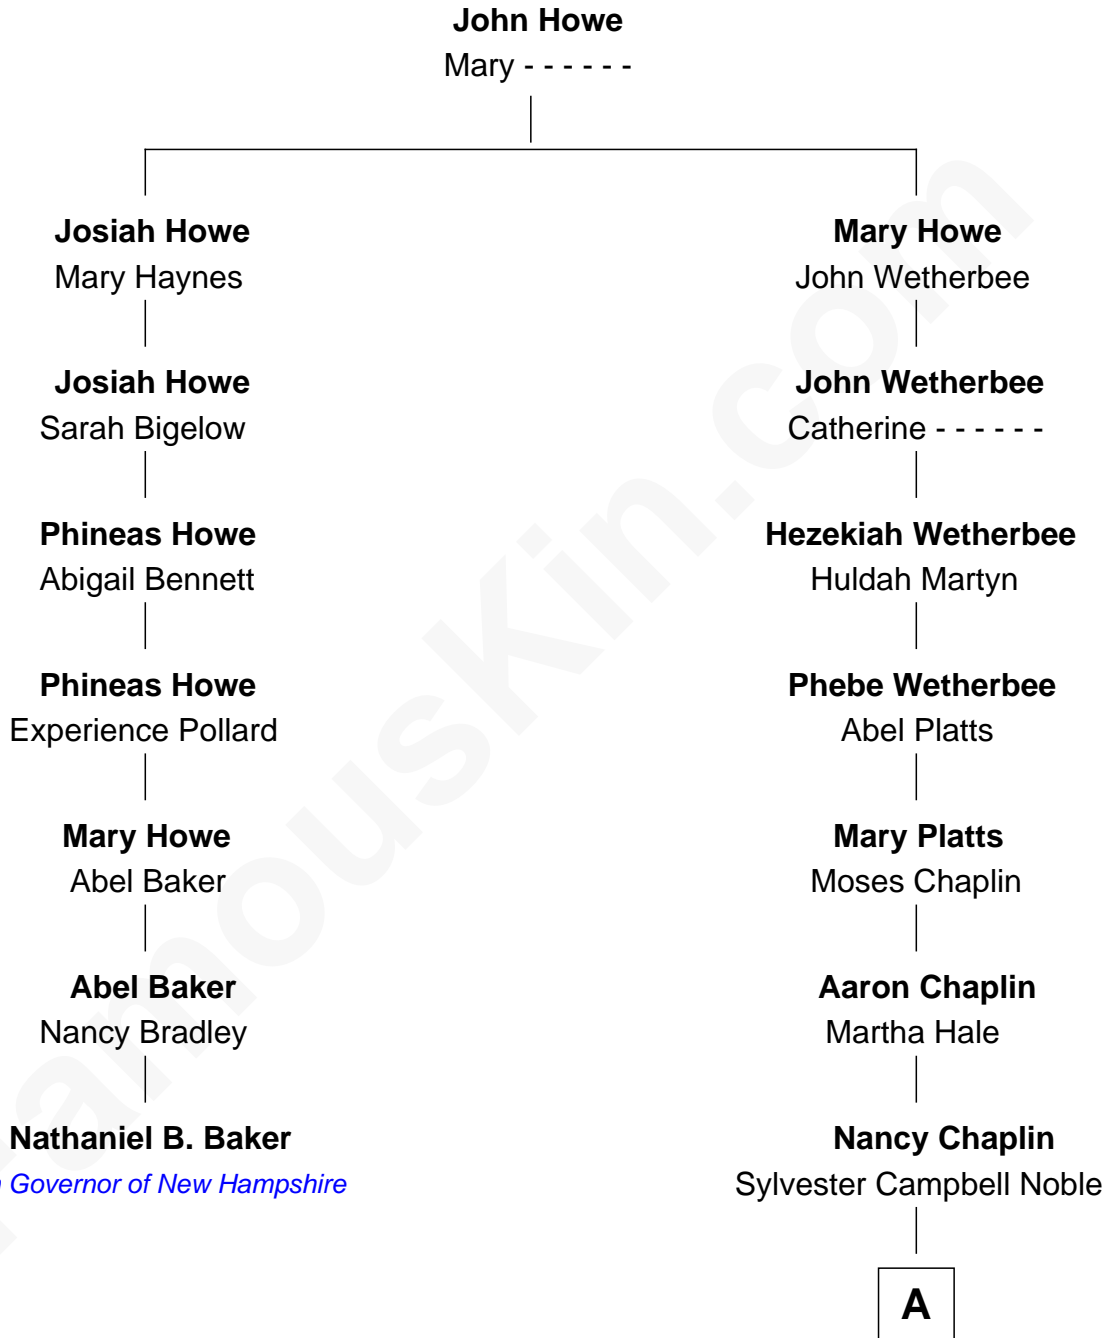 John Howe
Mary - - - - - -
Josiah Howe
Mary Haynes
Mary Howe
John Wetherbee
Josiah Howe
Sarah Bigelow
John Wetherbee
Catherine - - - - - -
Phineas Howe
Abigail Bennett
Hezekiah Wetherbee
Huldah Martyn
Phineas Howe
Experience Pollard
Phebe Wetherbee
Abel Platts
Mary Howe
Abel Baker
Mary Platts
Moses Chaplin
Abel Baker
Nancy Bradley
Aaron Chaplin
Martha Hale
Nathaniel B. Baker
Governor of New Hampshire
Nancy Chaplin
Sylvester Campbell Noble
A
FamousKin.com